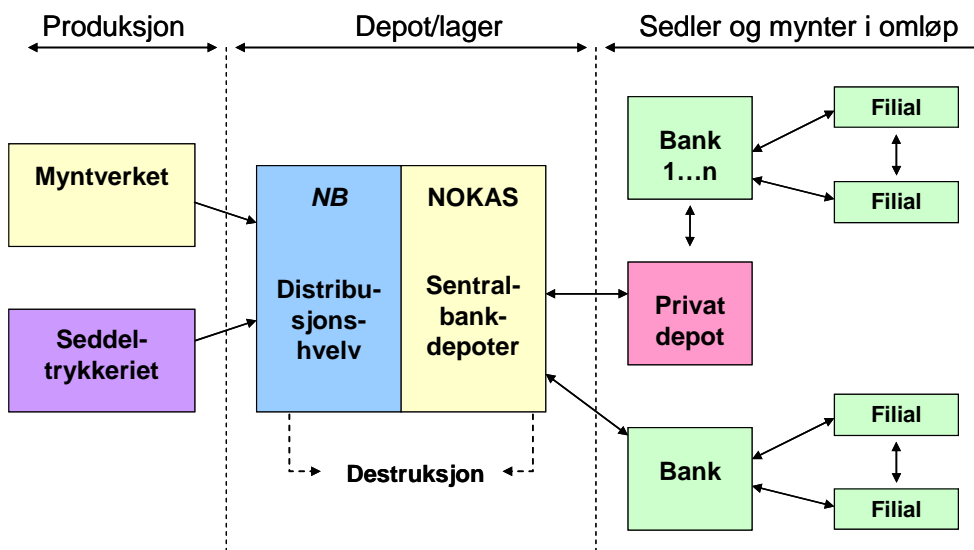 Produksjon
Depot/lager
Sedler og mynter i omløp
Myntverket
Seddel-
trykkeriet
NB
Distribu-
sjons-
hvelv
NOKAS
Sentral-
bank-
depoter
Destruksjon
Bank
1…n
Filial
Filial
Privat
depot
Bank
Filial
Filial